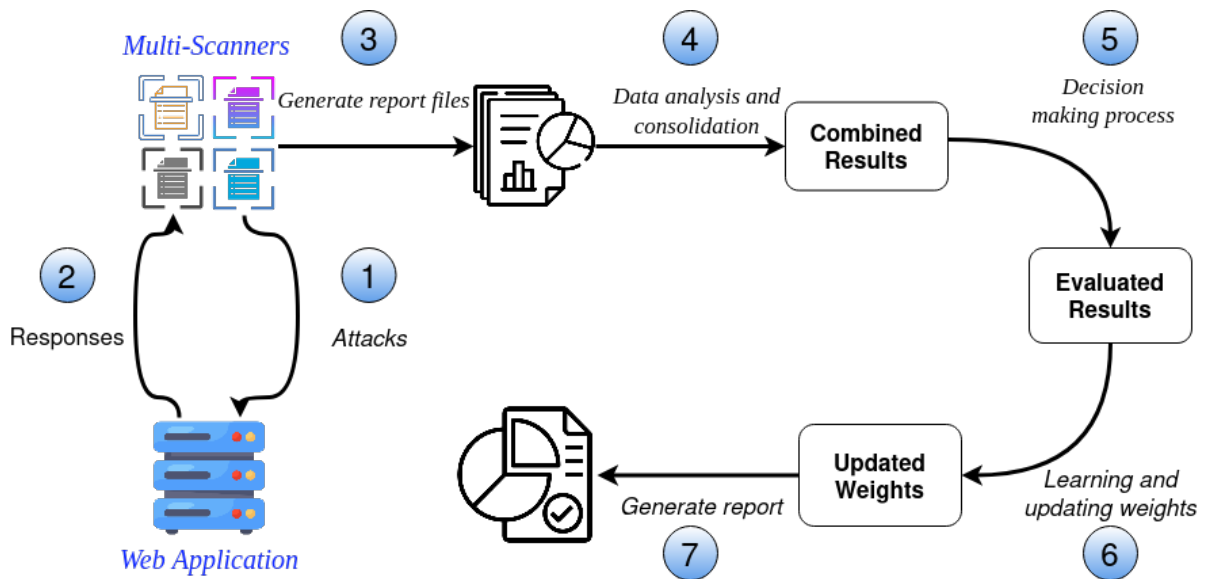 Multi-Scanners
3
Generate report files
4
Data analysis and
consolidation
5
Decision
making process
Combined
Results
2
Responses
1
Attacks
Evaluated
Results
Web Application
Updated
Weights
Generate report
7
Learning and
updating weights
6